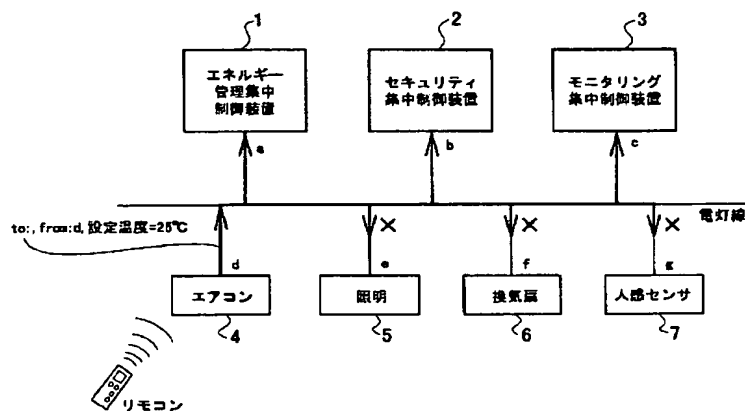 1
2
3
エネルギー
管理集中
制御装置
セキュリティ
集中制御装置
モニタリング
集中制御装置
a
b
c
電灯線
to:, from:d, 設定温度=25℃
d
e
f
g
エアコン
照明
換気扇
人感センサ
4
5
6
7
リモコン